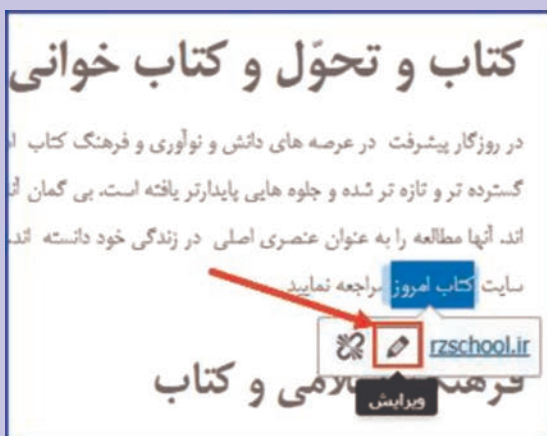 کتاب و تحوّل و کتاب خوانی
در روزگار پیشرفت در عرصه های دانش و نوآوری و فرهنگ کتاب
گسترده تر و تازه تر شده و جلوه هایی پایدارتر یافته است. بی گمان
اند. آنها مطالعه را به عنوان عنصری اصلی در زندگی خود دانسته اند
سایت کتاب امروز مراجعه نمایید
rzschool.ir
ویرایش
و کتاب